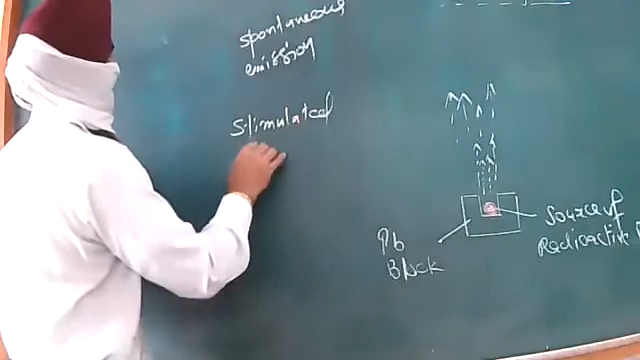 spontaneous
emission
Stimulated
Pb
Block
Source of
Radioactive